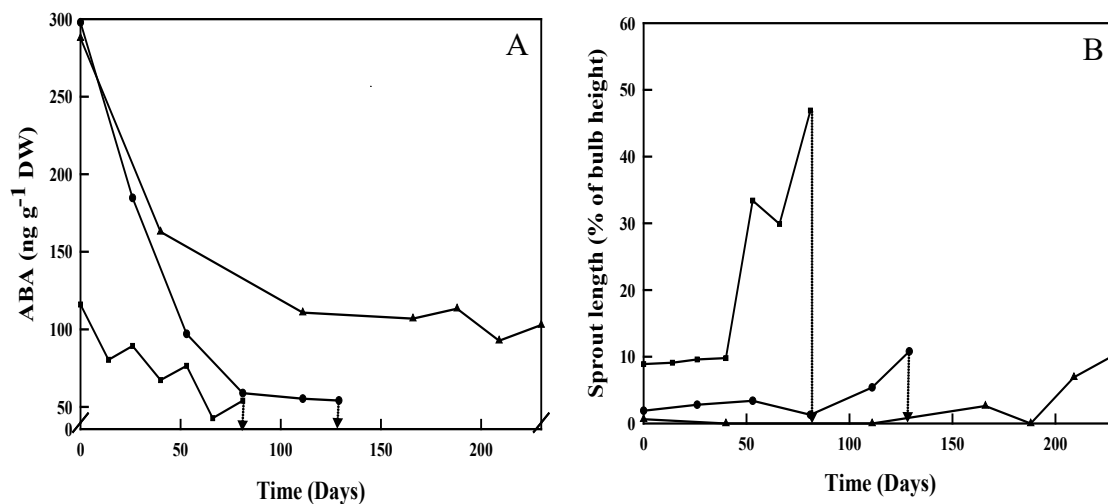 A
300
250
200
150
100
50
0
ABA (ng g⁻¹ DW)
0 50 100 150 200
Time (Days)
B
60
50
40
30
20
10
0
Sprout length (% of bulb height)
0 50 100 150 200
Time (Days)